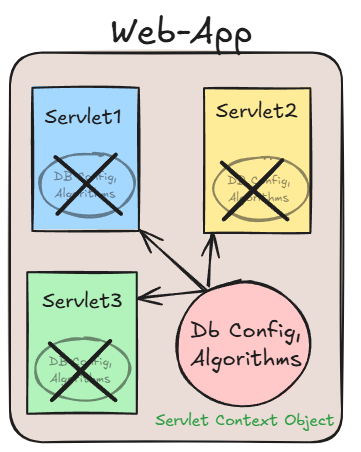 Web-App
Servlet1
DB Config,
Algorithms
Servlet2
DB Config,
Algorithms
Servlet3
DB Config,
Algorithms
Db Config,
Algorithms
Servlet Context Object